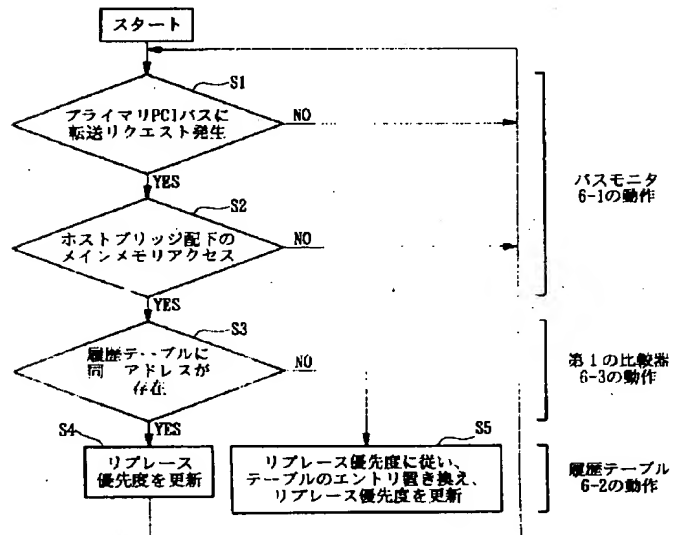 スタート
S1
プライマリPCIバスに
転送リクエスト発生
NO
YES
S2
ホストブリッジ配下の
メインメモリアクセス
NO
YES
S3
履歴テーブルに
同一アドレスが
存在
NO
YES
S4
リプレース
優先度を更新
S5
リプレース優先度に従い、
テーブルのエントリ置き換え、
リプレース優先度を更新
バスモニタ
6-1の動作
第1の比較器
6-3の動作
履歴テーブル
6-2の動作